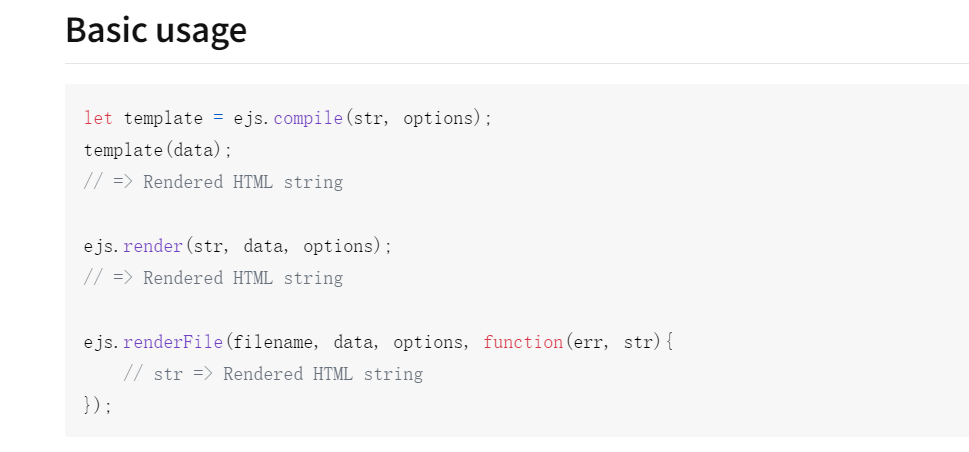 Basic usage
let template = ejs.compile(str, options);
template(data);
// => Rendered HTML string
ejs.render(str, data, options);
// => Rendered HTML string
ejs.renderFile(filename, data, options, function(err, str){
    // str => Rendered HTML string
});